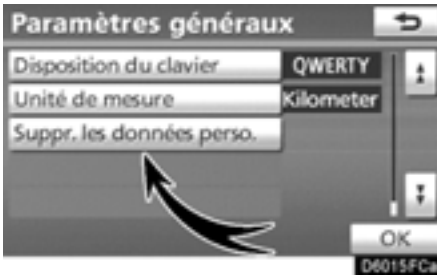 Paramètres généraux
Disposition du clavier QWERTY
Unité de mesure Kilometer
Suppr. les données perso.
OK
D6015FCa